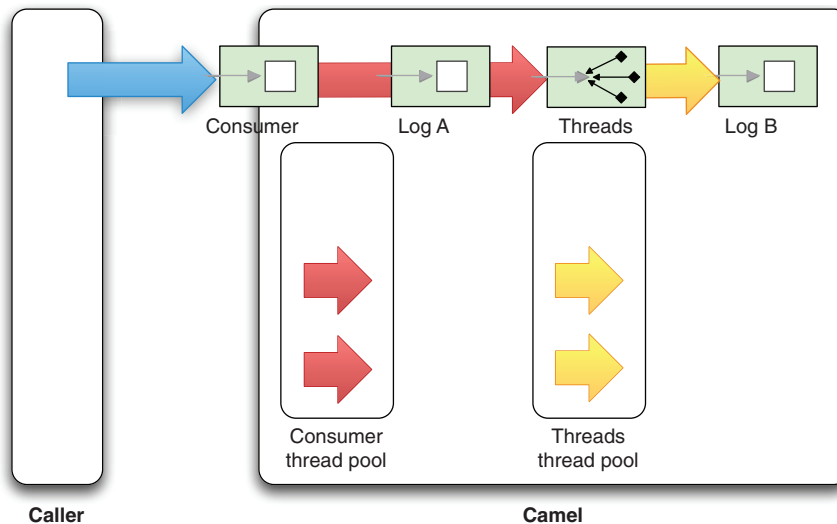 Consumer
Log A
Threads
Log B
Consumer
thread pool
Threads
thread pool
Caller
Camel